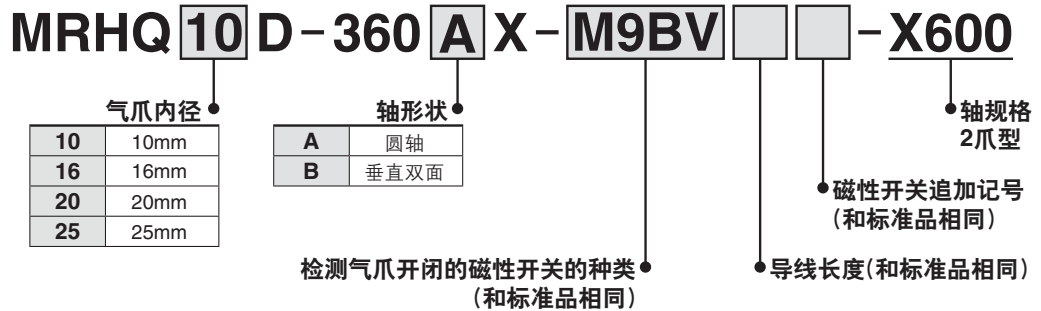 MRHQ 10 D-360 A X-M9BV -X600
气爪内径
10 10mm
16 16mm
20 20mm
25 25mm
轴形状
A 圆轴
B 垂直双面
轴规格
2爪型
磁性开关追加记号
(和标准品相同)
导线长度(和标准品相同)
检测气爪开闭的磁性开关的种类
(和标准品相同)